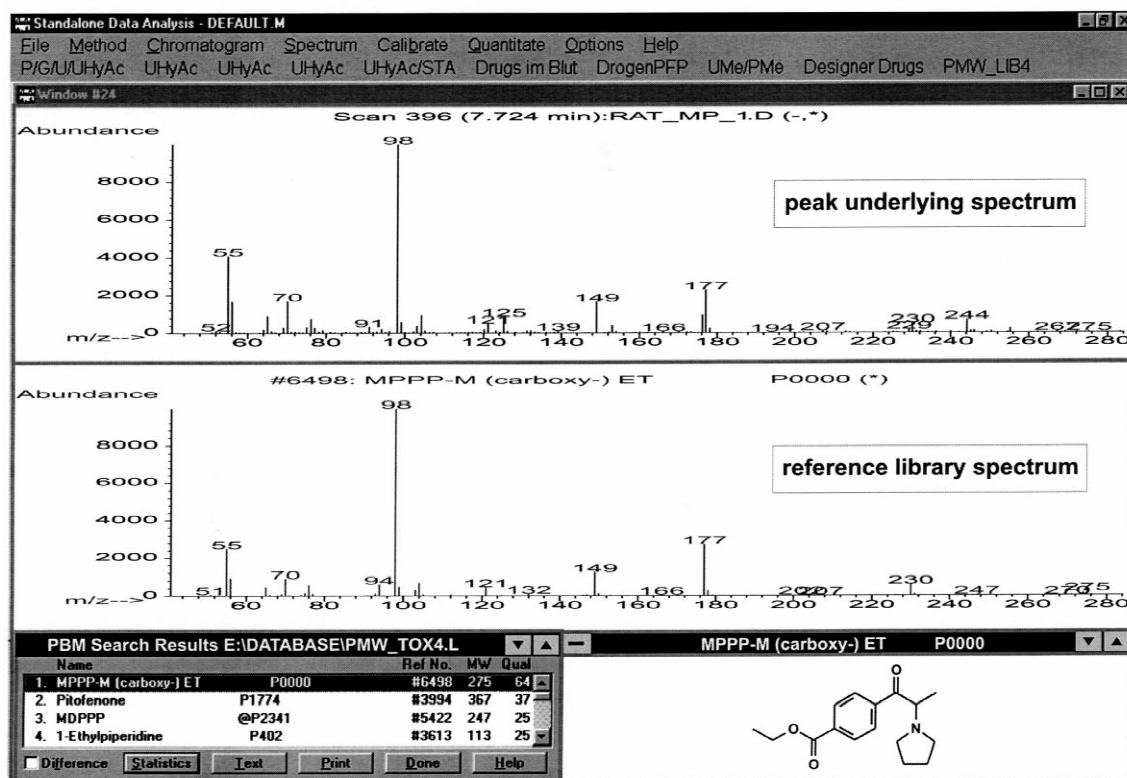 Standalone Data Analysis - DEFAULT.M
File Method Chromatogram Spectrum Calibrate Quantitate Options Help
P/G/U/UHyAc UHyAc UHyAc UHyAc UHyAc/STA Drugs im Blut DrogenPFP UMe/PMe Designer Drugs PMW_LIB4
Window #24
Scan 396 (7.724 min):RAT_MP_1.D (-,*)
Abundance
98
8000
peak underlying spectrum
6000
55
4000
177
2000 70 149
52 91 121 125 139 166 194 207 230 229 244 262 275
0
m/z--> 60 80 100 120 140 160 180 200 220 240 260 280
#6498: MPPP-M (carboxy-) ET P0000 (*)
Abundance
98
8000
reference library spectrum
6000
4000
55 177
2000 70 149
51 94 121 132 166 202 207 230 247 270 275
0
m/z--> 60 80 100 120 140 160 180 200 220 240 260 280
PBM Search Results E:\DATABASE\PMW_TOX4.L
Name Ref No. MW Qual
1. MPPP-M (carboxy-) ET P0000 #6498 275 64
2. Pitofenone P1774 #3994 367 37
3. MDPPP @P2341 #5422 247 25
4. 1-Ethylpiperidine P402 #3613 113 25
Difference Statistics Text Print Done Help
MPPP-M (carboxy-) ET P0000
O
N
O
O